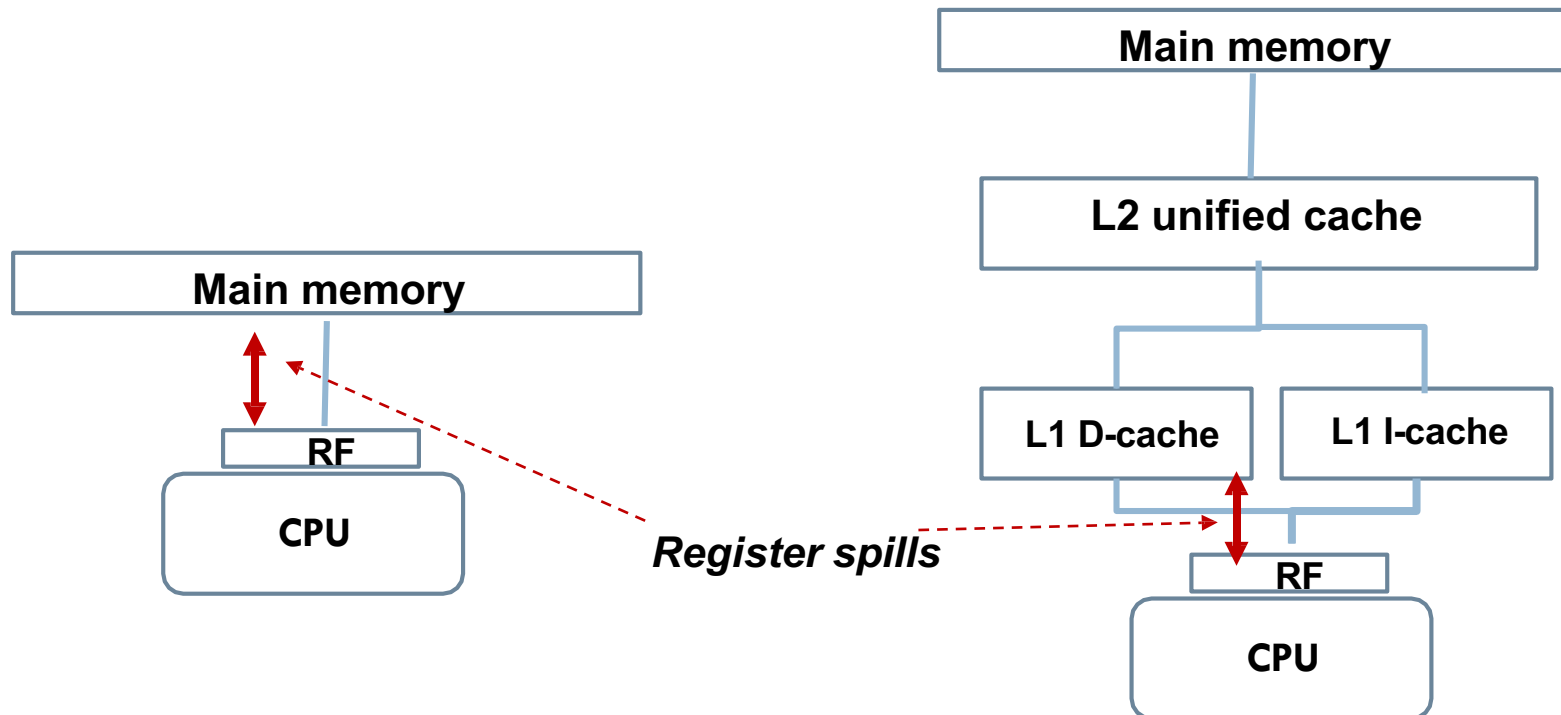 Main memory
RF
CPU
Register spills
Main memory
L2 unified cache
L1 D-cache
L1 I-cache
RF
CPU